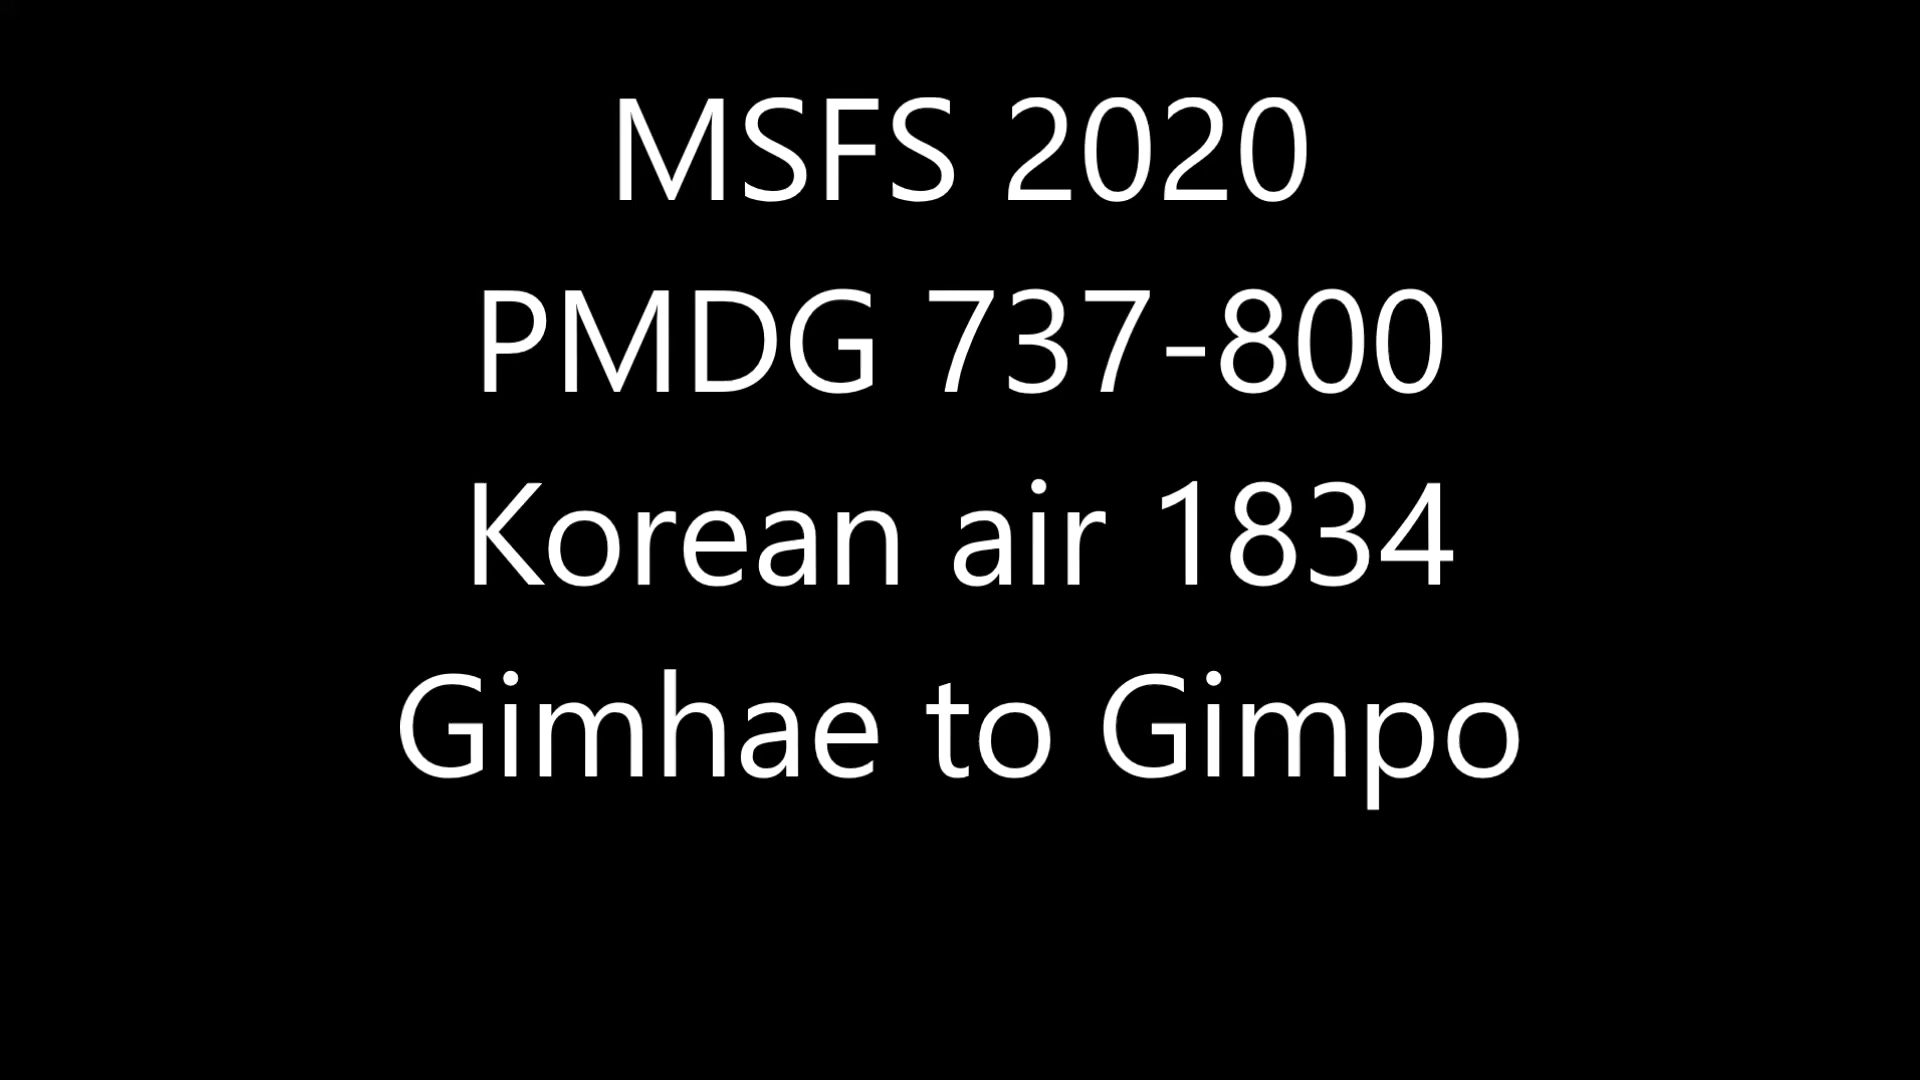 MSFS 2020
PMDG 737-800
Korean air 1834
Gimhae to Gimpo